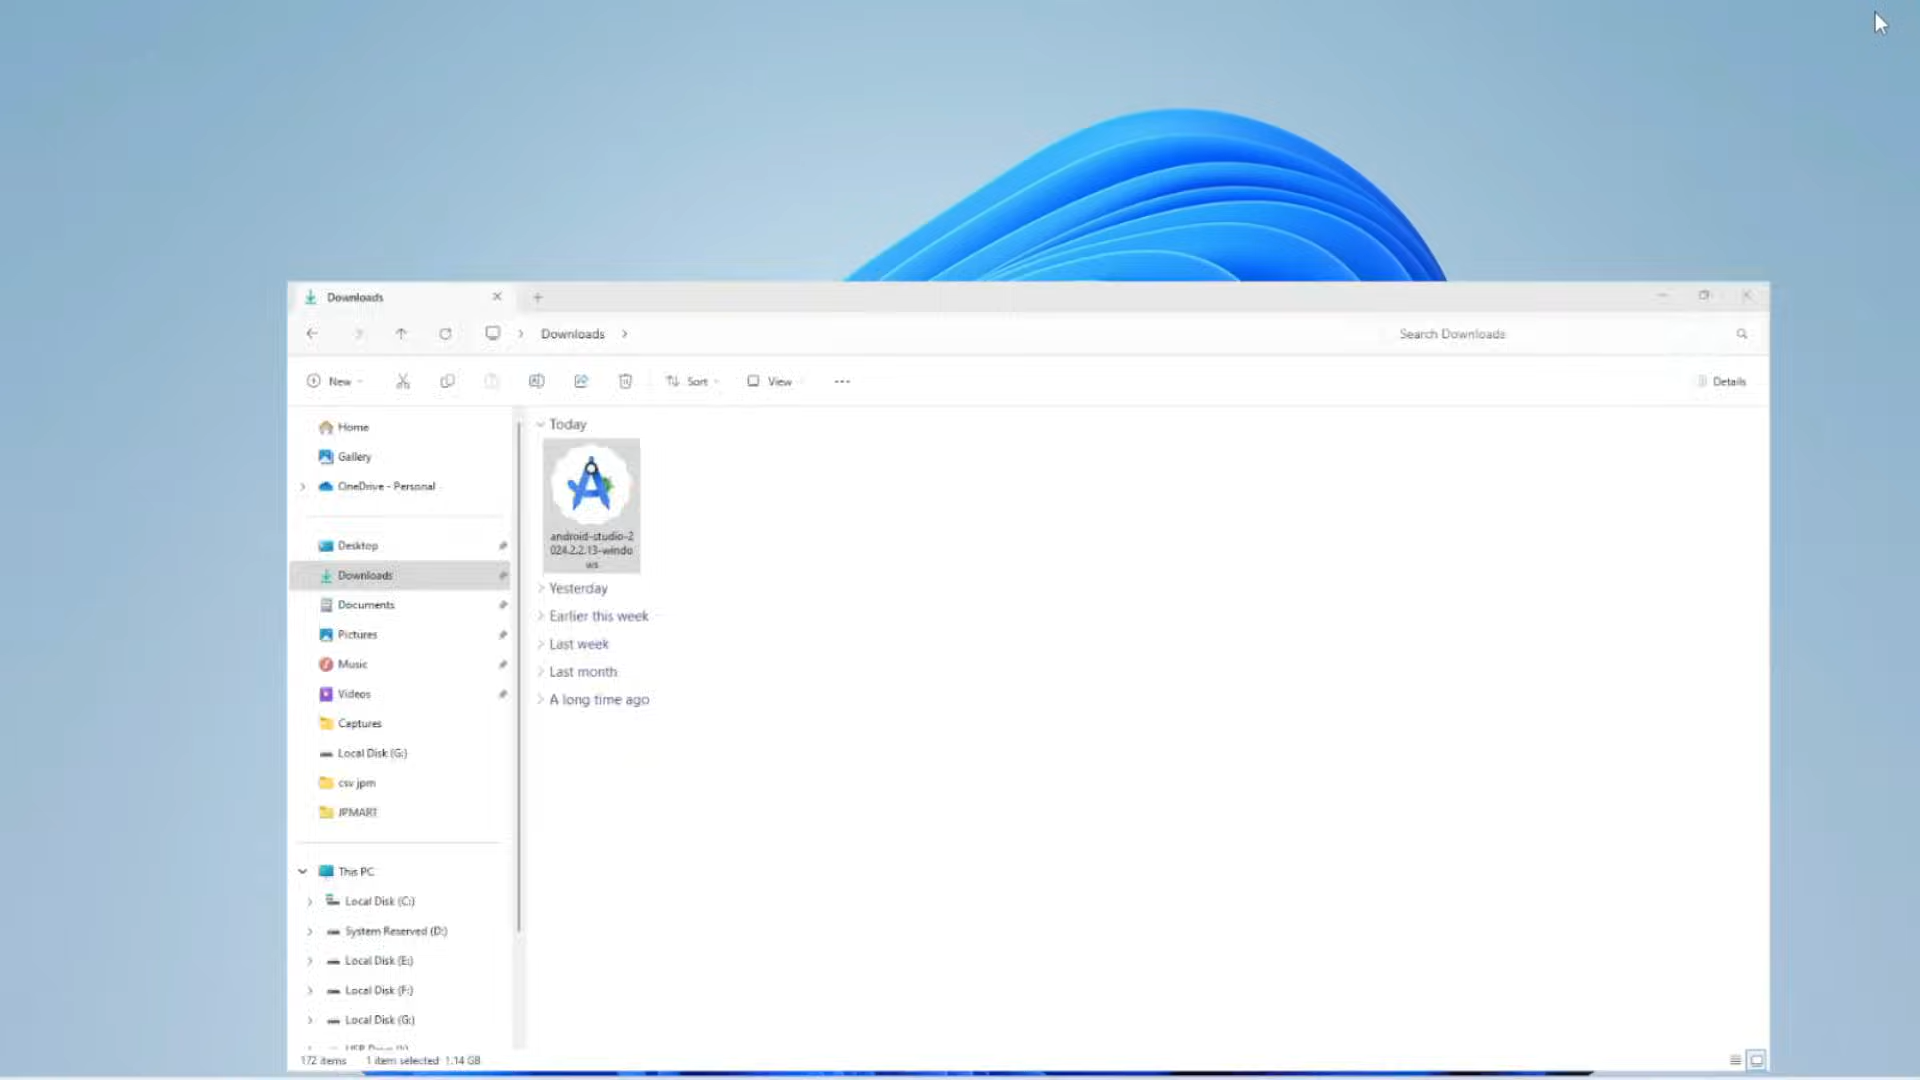 Downloads
Downloads
Search Downloads
New
Sort
View
Details
Home
Gallery
OneDrive - Personal
Desktop
Downloads
Documents
Pictures
Music
Videos
Captures
Local Disk (G:)
csv jpm
JPMART
This PC
Local Disk (C:)
System Reserved (D:)
Local Disk (E:)
Local Disk (F:)
Local Disk (G:)
Today
android-studio-2
024.2.2.13-windo
ws
Yesterday
Earlier this week
Last week
Last month
A long time ago
172 items
1 item selected 1.14 GB